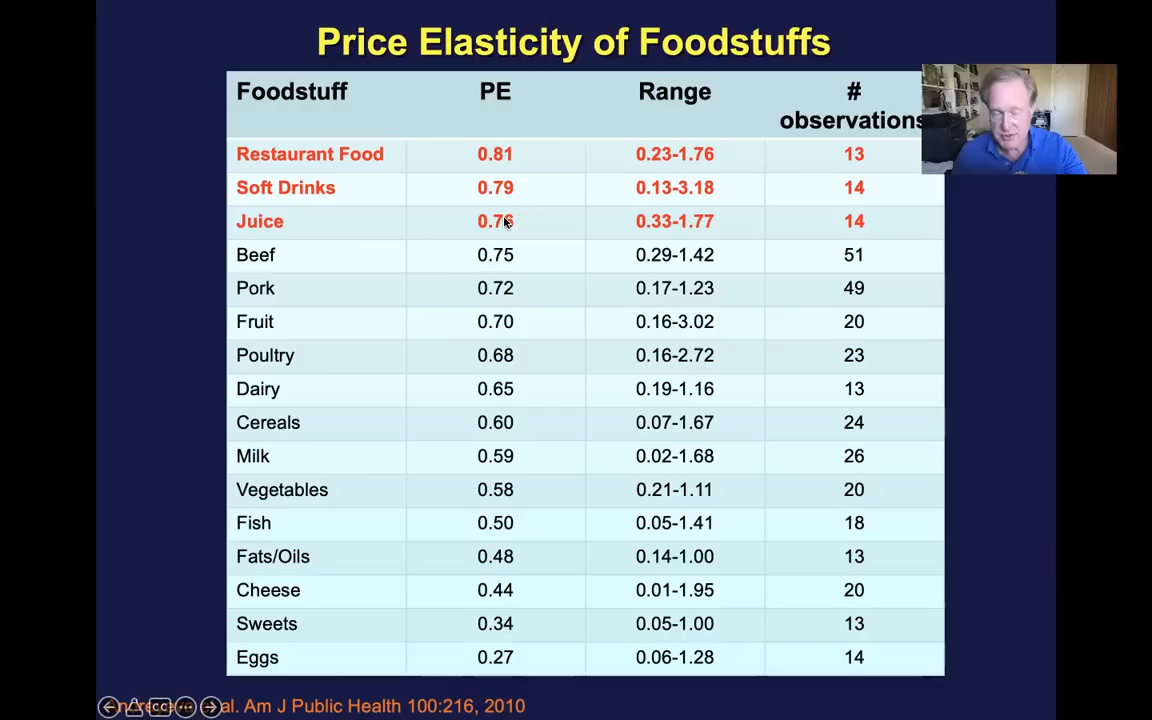 Price Elasticity of Foodstuffs
Foodstuff PE Range # observations
Restaurant Food 0.81 0.23-1.76 13
Soft Drinks 0.79 0.13-3.18 14
Juice 0.76 0.33-1.77 14
Beef 0.75 0.29-1.42 51
Pork 0.72 0.17-1.23 49
Fruit 0.70 0.16-3.02 20
Poultry 0.68 0.16-2.72 23
Dairy 0.65 0.19-1.16 13
Cereals 0.60 0.07-1.67 24
Milk 0.59 0.02-1.68 26
Vegetables 0.58 0.21-1.11 20
Fish 0.50 0.05-1.41 18
Fats/Oils 0.48 0.14-1.00 13
Cheese 0.44 0.01-1.95 20
Sweets 0.34 0.05-1.00 13
Eggs 0.27 0.06-1.28 14
al. Am J Public Health 100:216, 2010